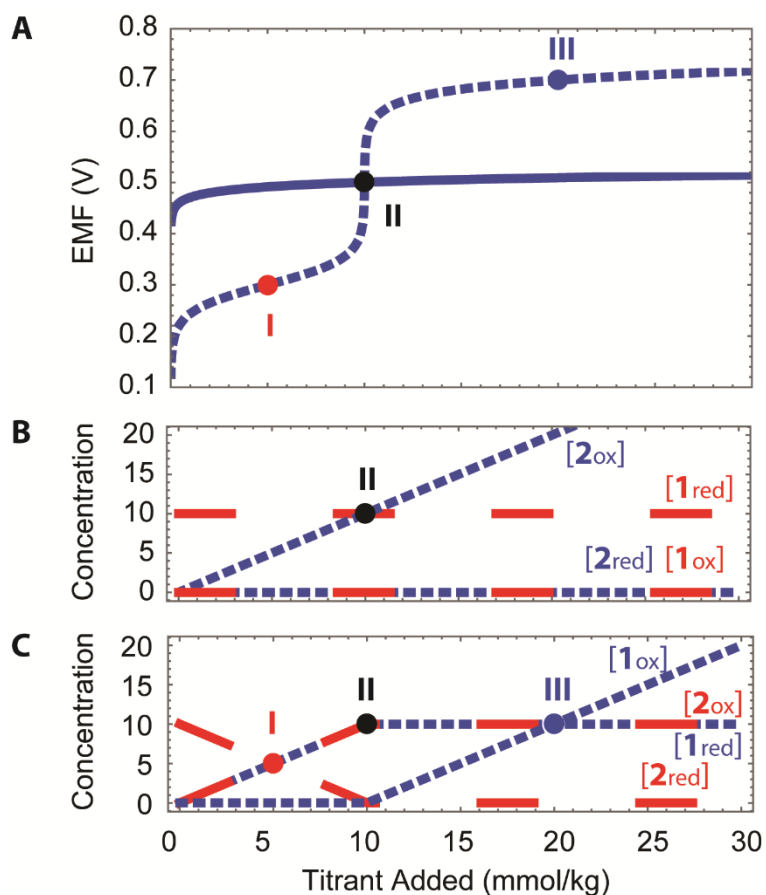 A
0.8
0.7
0.6
0.5
0.4
0.3
0.2
0.1
EMF (V)
III
II
I
B
20
15
10
5
0
Concentration
II
[2ox]
[1red]
[2red] [1ox]
C
20
15
10
5
0
Concentration
I
II
III
[1ox]
[2ox]
[1red]
[2red]
0 5 10 15 20 25 30
Titrant Added (mmol/kg)